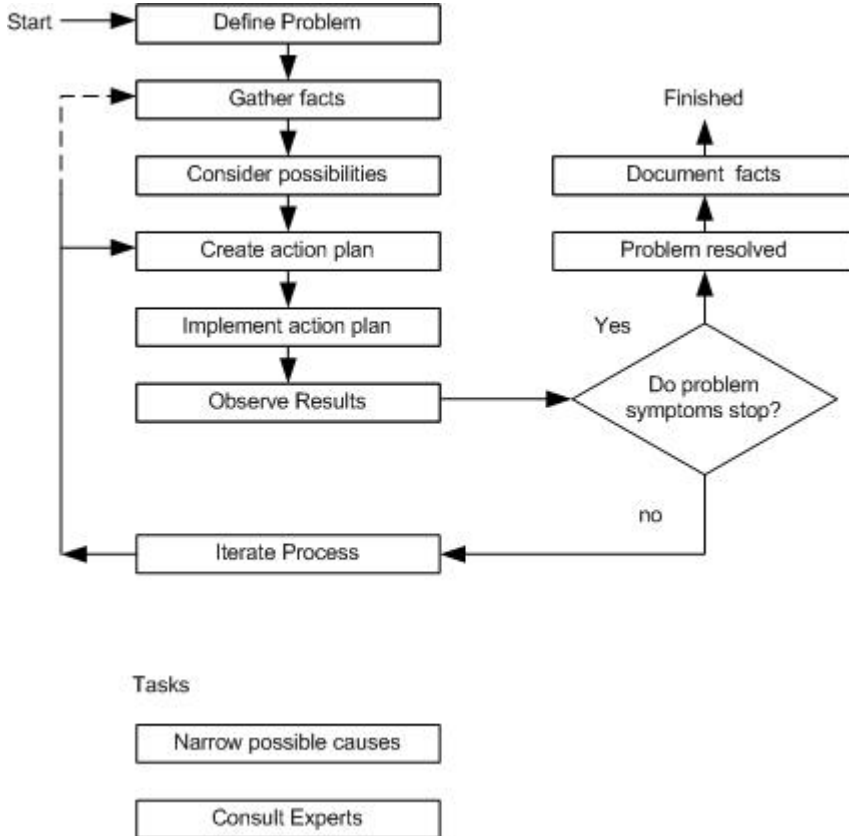 Start
Define Problem
Gather facts
Finished
Consider possibilities
Document facts
Create action plan
Problem resolved
Implement action plan
Yes
Observe Results
Do problem
symptoms stop?
no
Iterate Process
Tasks
Narrow possible causes
Consult Experts